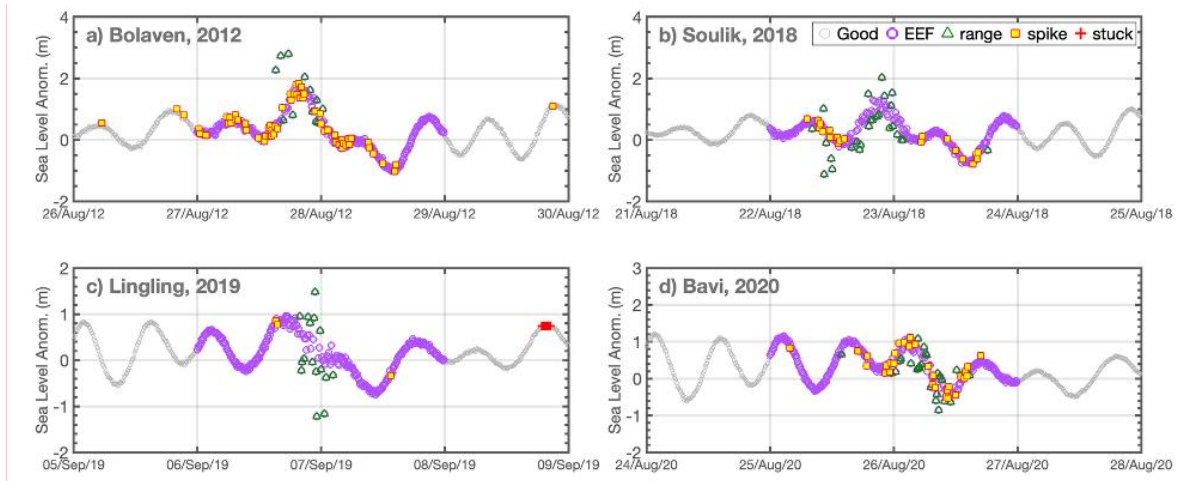 a) Bolaven, 2012
Sea Level Anom. (m)
4
2
0
-2
26/Aug/12 27/Aug/12 28/Aug/12 29/Aug/12 30/Aug/12
b) Soulik, 2018
Good EEF range spike stuck
Sea Level Anom. (m)
4
2
0
-2
21/Aug/18 22/Aug/18 23/Aug/18 24/Aug/18 25/Aug/18
c) Lingling, 2019
Sea Level Anom. (m)
2
1
0
-1
-2
05/Sep/19 06/Sep/19 07/Sep/19 08/Sep/19 09/Sep/19
d) Bavi, 2020
Sea Level Anom. (m)
3
2
1
0
-1
-2
24/Aug/20 25/Aug/20 26/Aug/20 27/Aug/20 28/Aug/20